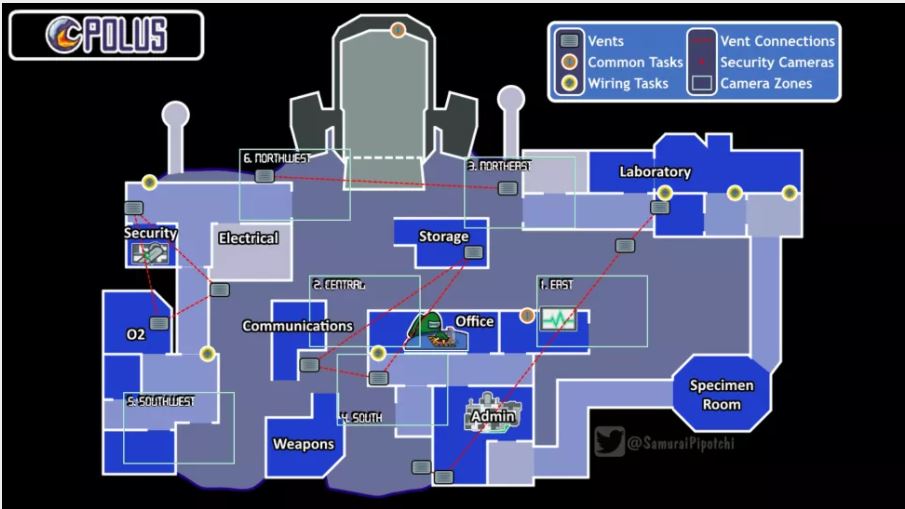 POLUS
Vents
Common Tasks
Wiring Tasks
Vent Connections
Security Cameras
Camera Zones
6. NORTHWEST
3. NORTHEAST
Laboratory
Security
Electrical
Storage
2. CENTRAL
1. EAST
O2
Communications
Office
5. SOUTHWEST
4. SOUTH
Admin
Specimen
Room
Weapons
@SamuraiPipotchi